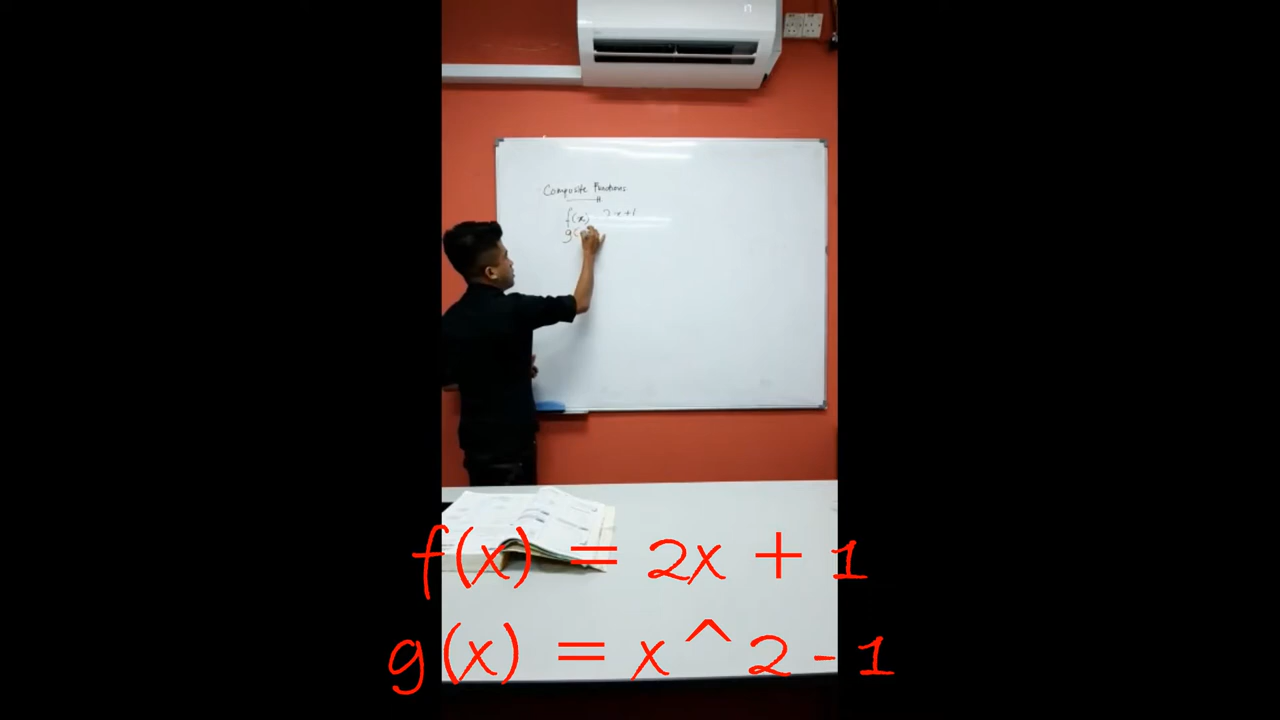 Composite Functions
f(x) = 2x+1
g(x
f(x) = 2x + 1
g(x) = x^2 - 1